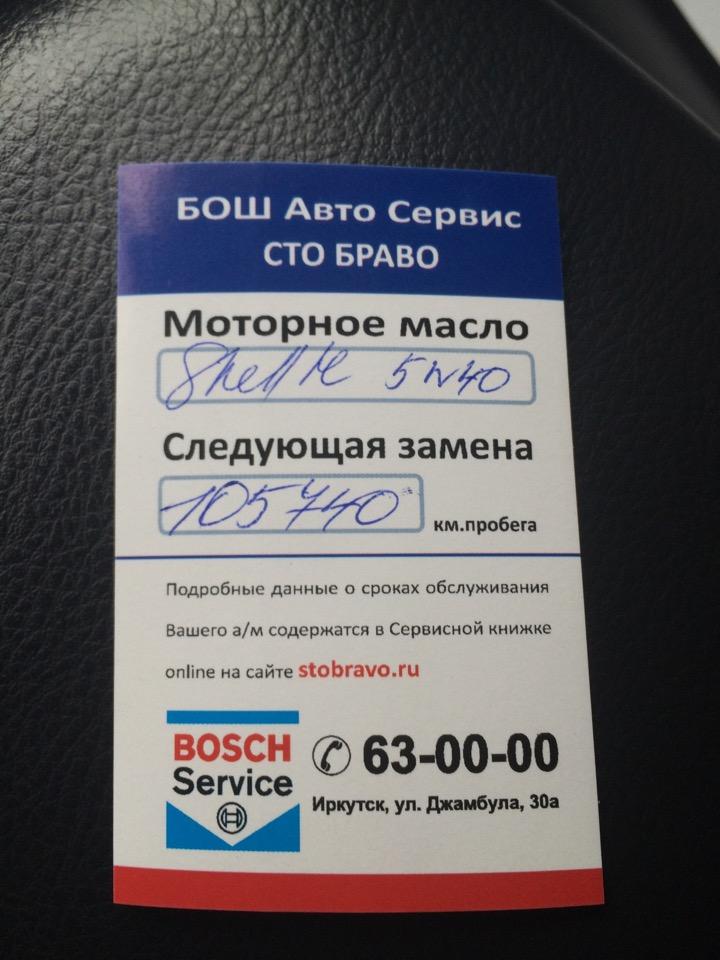 БОШ Авто Сервис
СТО БРАВО
Моторное масло
Shell 5w40
Следующая замена
105740
км.пробега
Подробные данные о сроках обслуживания
Вашего а/м содержатся в Сервисной книжке
online на сайте stobravo.ru
BOSCH
Service
63-00-00
Иркутск, ул. Джамбула, 30а